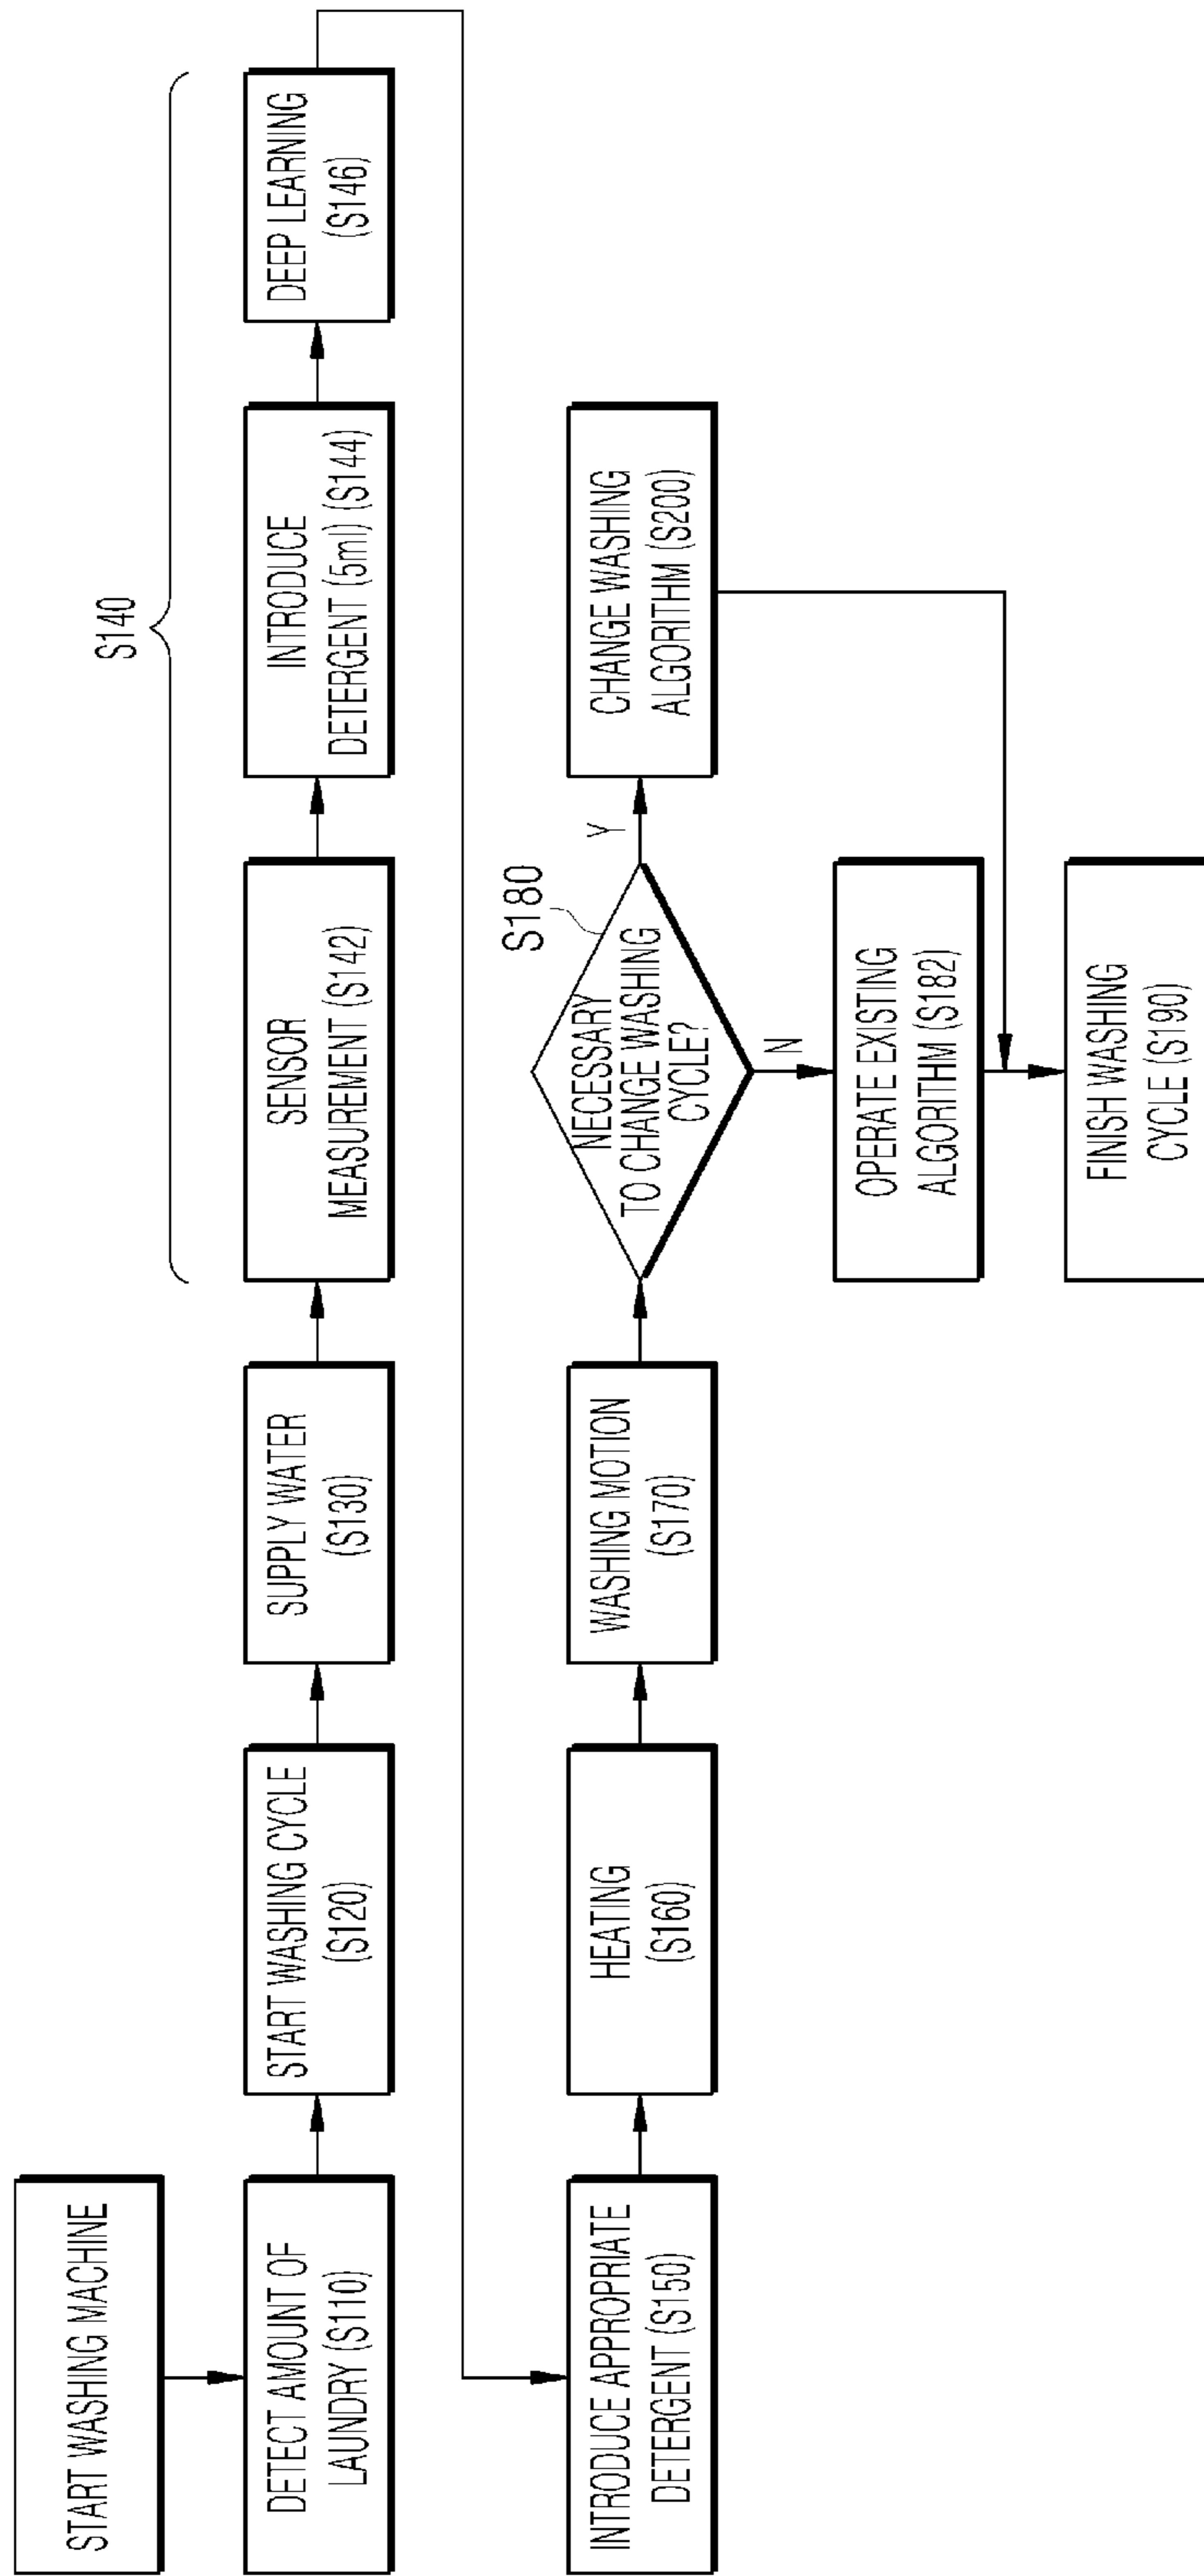 START WASHING MACHINE
S140
DETECT AMOUNT OF
LAUNDRY (S110)
START WASHING CYCLE
(S120)
SUPPLY WATER
(S130)
SENSOR
MEASUREMENT (S142)
INTRODUCE
DETERGENT (5ml) (S144)
DEEP LEARNING
(S146)
INTRODUCE APPROPRIATE
DETERGENT (S150)
HEATING
(S160)
WASHING MOTION
(S170)
S180
NECESSARY
TO CHANGE WASHING
CYCLE?
Y
CHANGE WASHING
ALGORITHM (S200)
N
OPERATE EXISTING
ALGORITHM (S182)
FINISH WASHING
CYCLE (S190)